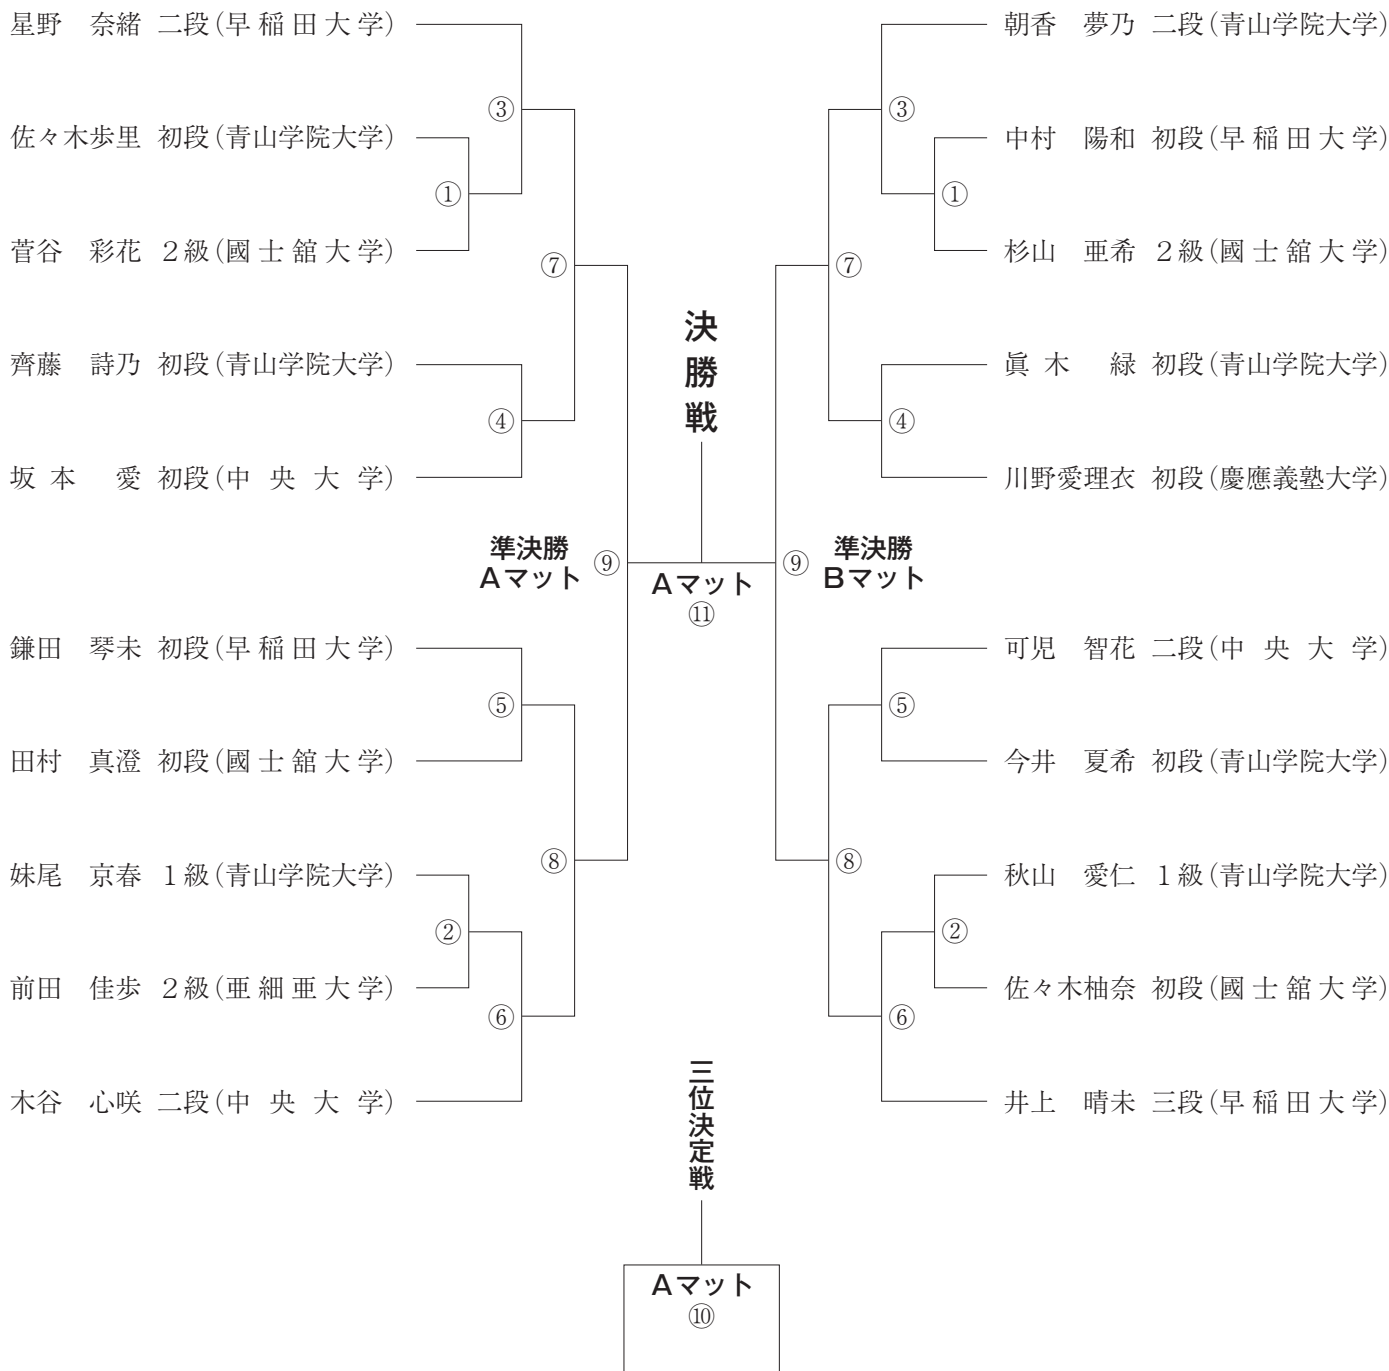 星野 奈緒 二段(早稲田大学)
佐々木歩里 初段(青山学院大学)
菅谷 彩花 2級(國士舘大学)
齊藤 詩乃 初段(青山学院大学)
坂本 愛 初段(中央大学)
鎌田 琴未 初段(早稲田大学)
田村 真澄 初段(國士舘大学)
妹尾 京春 1級(青山学院大学)
前田 佳歩 2級(亜細亜大学)
木谷 心咲 二段(中央大学)
③
①
⑦
④
準決勝
Aマット
⑨
⑤
⑧
②
⑥
決勝戦
Aマット
⑪
三位決定戦
Aマット
⑩
朝香 夢乃 二段(青山学院大学)
中村 陽和 初段(早稲田大学)
杉山 亜希 2級(國士舘大学)
眞木 緑 初段(青山学院大学)
川野愛理衣 初段(慶應義塾大学)
可児 智花 二段(中央大学)
今井 夏希 初段(青山学院大学)
秋山 愛仁 1級(青山学院大学)
佐々木柚奈 初段(國士舘大学)
井上 晴未 三段(早稲田大学)
③
①
⑦
④
⑨
準決勝
Bマット
⑤
⑧
②
⑥